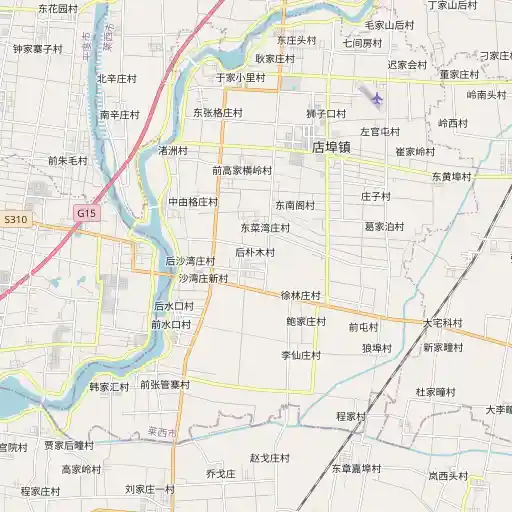 东花园村
丁家山后村
毛家山后村
东庄头村
七间房村
钟家寨子村
平度市
莱西市
耿家庄村
刁家庄村
迟家会村
董家庄村
北辛庄村
于家小里村
岭南头村
南辛庄村
东张格庄村
狮子口村
岭西村
左官屯村
渚洲村
店埠镇
崔家岭村
前朱毛村
前高家横岭村
东黄埠村
中由格庄村
庄子村
东南阁村
G15
S310
东菜湾庄村
葛家泊村
后朴木村
后沙湾庄村
沙湾庄新村
徐林庄村
后水口村
前水口村
鲍家庄村
前屯村
大宅科村
李仙庄村
狼埠村
新家疃村
韩家汇村
前张管寨村
杜家疃村
大李疃
程家村
莱西市
宫院村
贾家后疃村
赵戈庄村
高家岭村
乔戈庄
东章嘉埠村
岚西头村
程家庄村
刘家庄一村